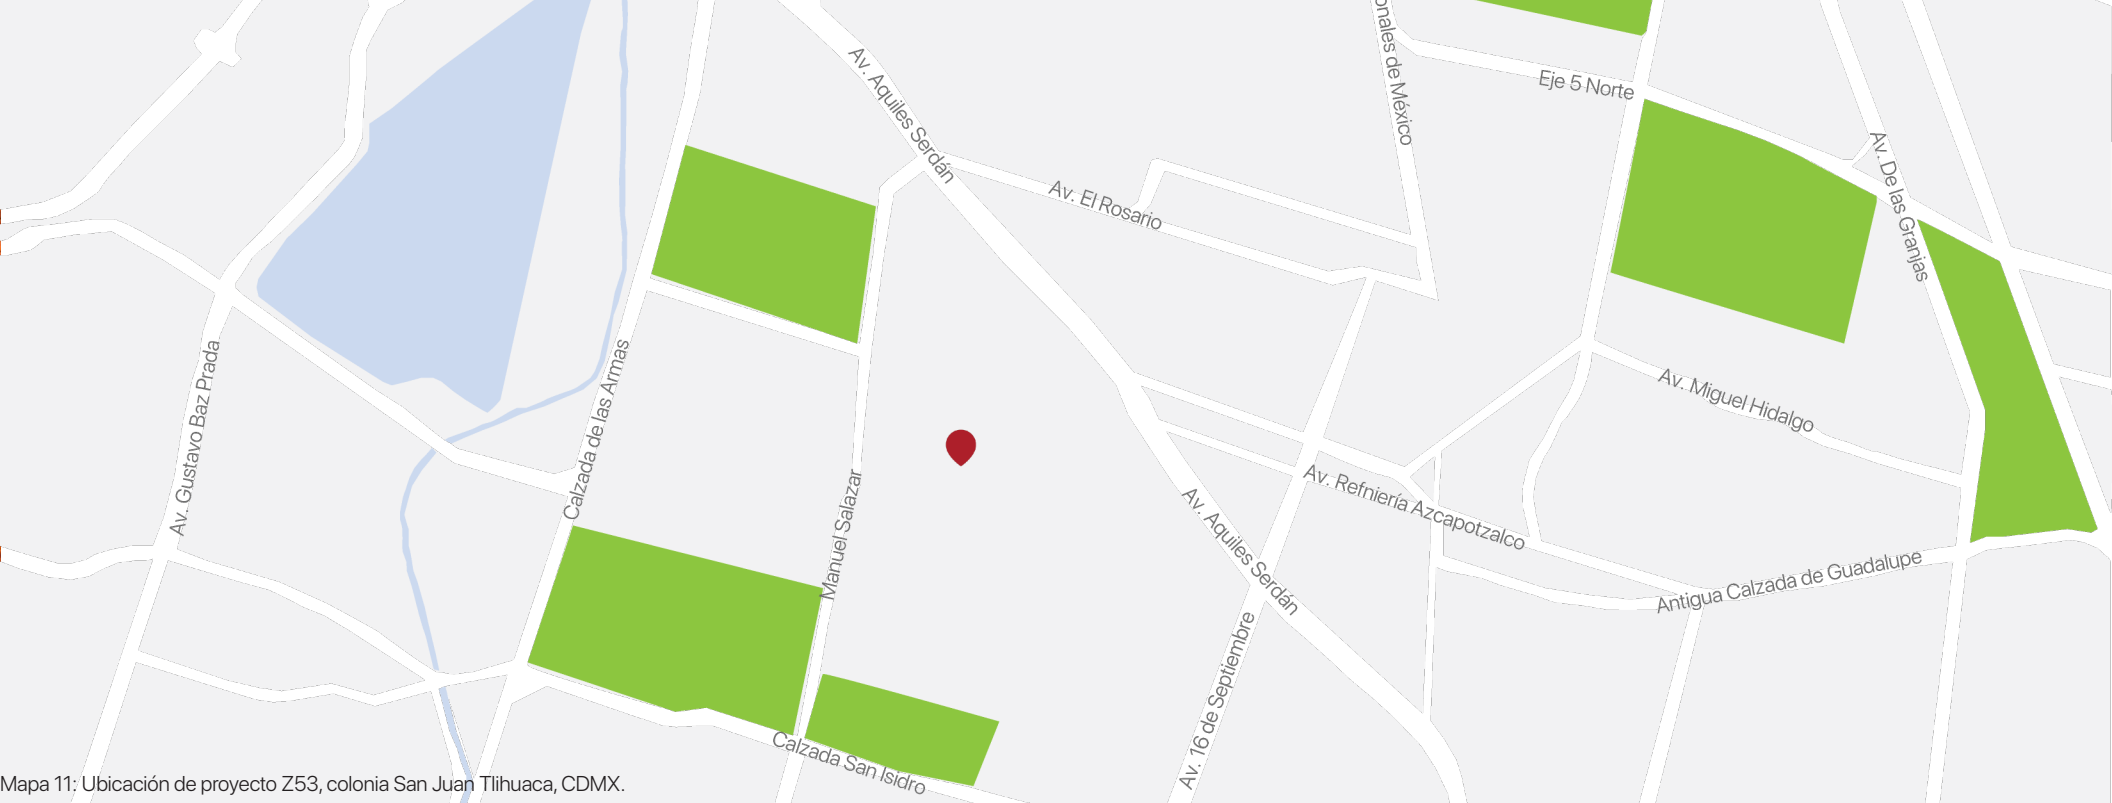 Av. Aquiles Serdán
onales de México
Eje 5 Norte
Av. De las Granjas
Av. El Rosario
Av. Gustavo Baz Prada
Calzada de las Armas
Av. Miguel Hidalgo
Manuel Salazar
Av. Refniería Azcapotzalco
Av. Aquiles Serdán
Antigua Calzada de Guadalupe
Av. 16 de Septiembre
Calzada San Isidro
Mapa 11: Ubicación de proyecto Z53, colonia San Juan Tlihuaca, CDMX.